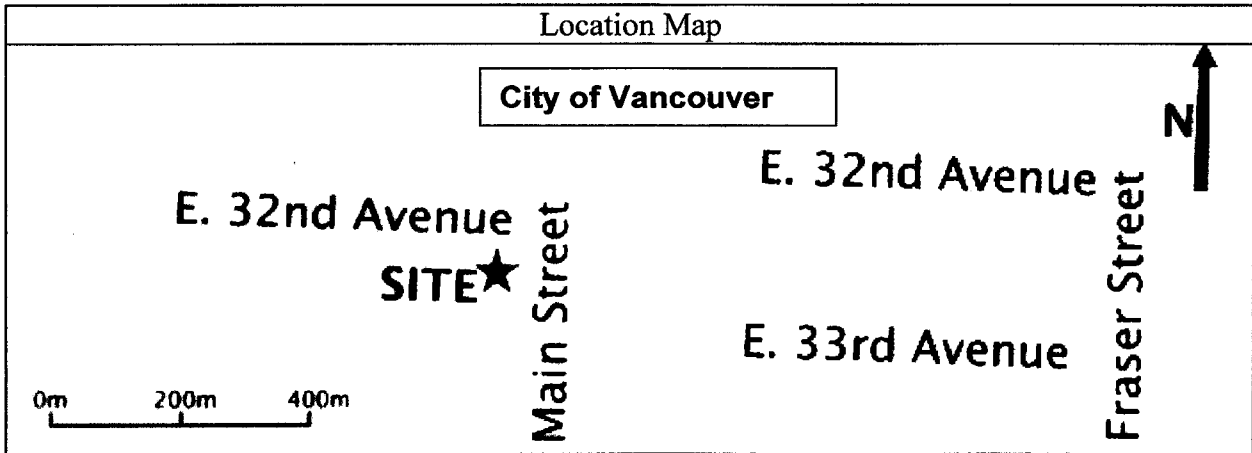 Location Map
City of Vancouver
N
E. 32nd Avenue
E. 32nd Avenue
SITE
Main Street
E. 33rd Avenue
Fraser Street
0m 200m 400m